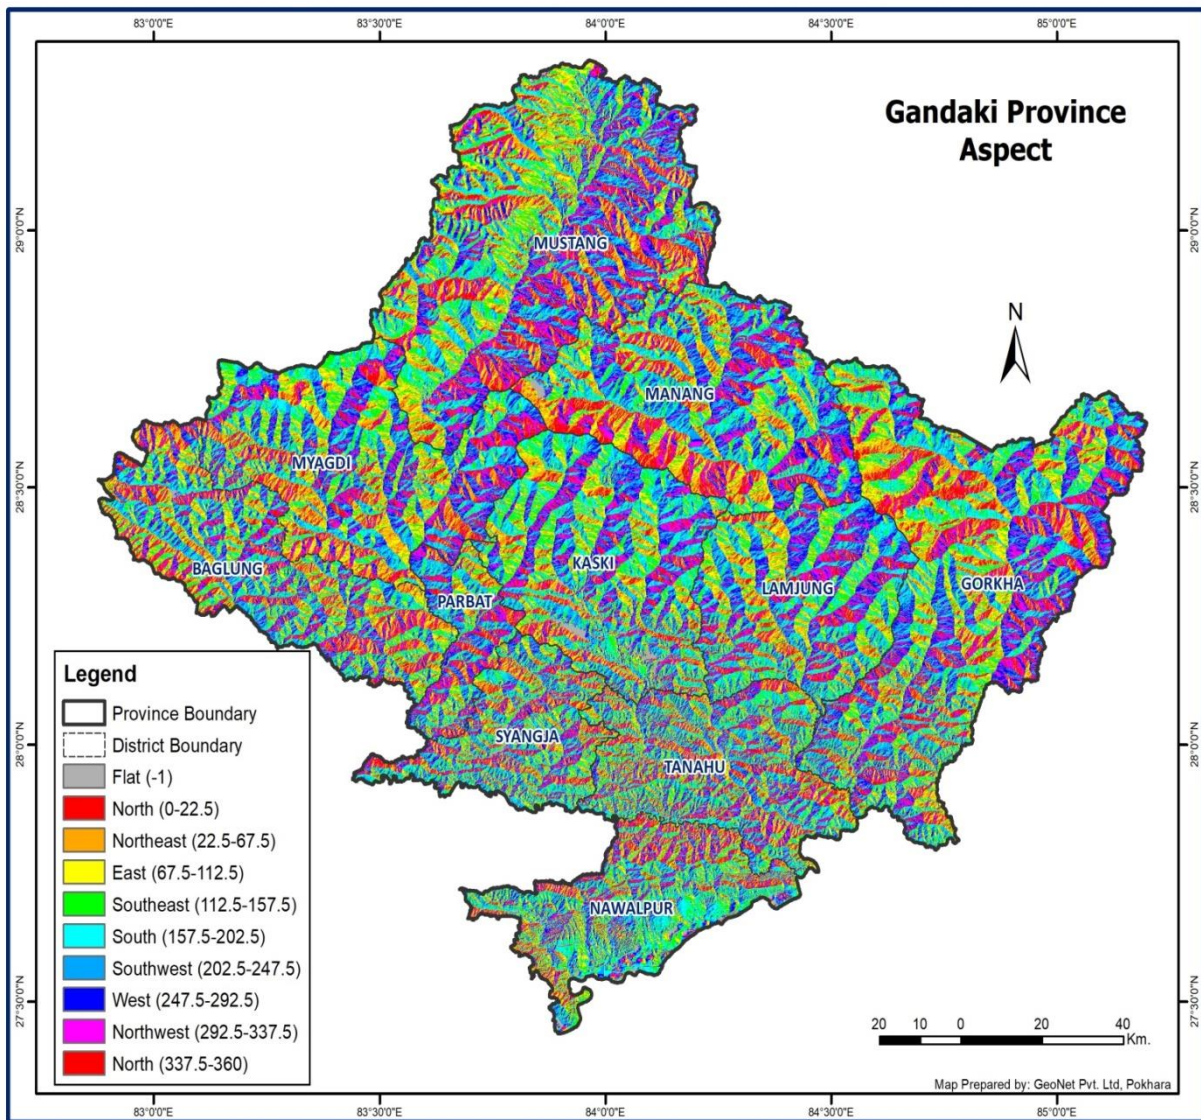 83°0'0"E 83°30'0"E 84°0'0"E 84°30'0"E 85°0'0"E
Gandaki Province
Aspect
29°0'0"N 29°0'0"N
N
MUSTANG
MANANG
MYAGDI
28°30'0"N 28°30'0"N
BAGLUNG
KASKI
LAMJUNG
GORKHA
PARBAT
SYANGJA
28°0'0"N 28°0'0"N
TANAHU
NAWALPUR
27°30'0"N 27°30'0"N
Legend
Province Boundary
District Boundary
Flat (-1)
North (0-22.5)
Northeast (22.5-67.5)
East (67.5-112.5)
Southeast (112.5-157.5)
South (157.5-202.5)
Southwest (202.5-247.5)
West (247.5-292.5)
Northwest (292.5-337.5)
North (337.5-360)
20 10 0 20 40
Km.
Map Prepared by: GeoNet Pvt. Ltd, Pokhara
83°0'0"E 83°30'0"E 84°0'0"E 84°30'0"E 85°0'0"E